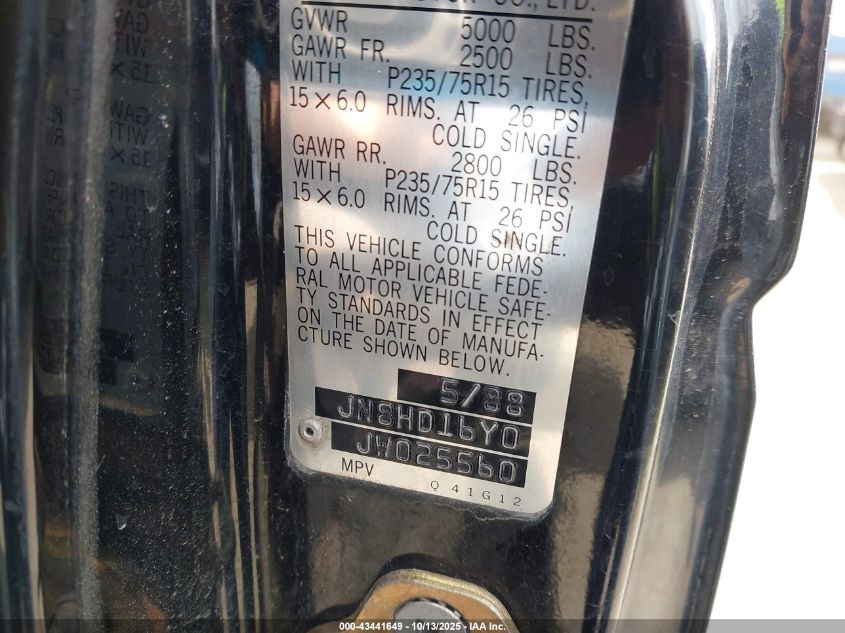 CO., LTD.
GVWR 5000 LBS.
GAWR FR. 2500 LBS.
WITH P235/75R15 TIRES,
15×6.0 RIMS. AT 26 PSI
COLD SINGLE.
GAWR RR. 2800 LBS.
WITH P235/75R15 TIRES,
15×6.0 RIMS. AT 26 PSI
COLD SINGLE.
THIS VEHICLE CONFORMS
TO ALL APPLICABLE FEDE-
RAL MOTOR VEHICLE SAFE-
TY STANDARDS IN EFFECT
ON THE DATE OF MANUFA-
CTURE SHOWN BELOW.
5/88
JN8HD16Y0
JW025560
MPV
Q 41G12
000-43441649 - 10/13/2025 - IAA Inc.